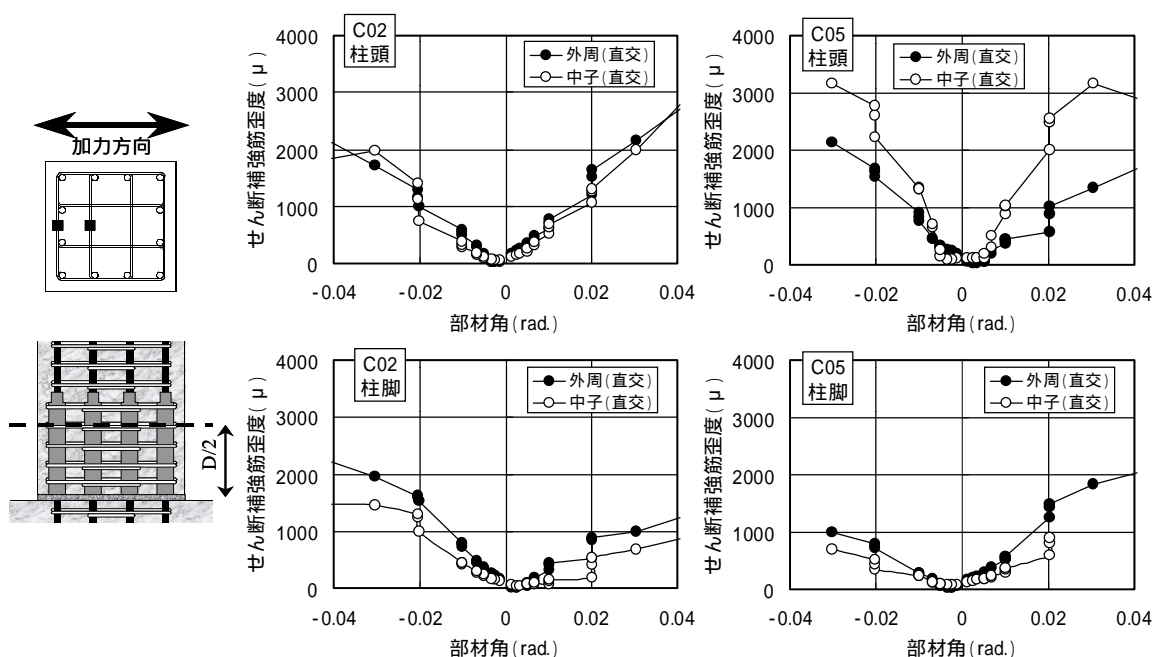 加力方向
D/2
C02
柱頭
外周(直交)
中子(直交)
せん断補強筋歪度(μ)
4000
3000
2000
1000
0
-0.04
-0.02
0
0.02
0.04
部材角(rad.)
C05
柱頭
外周(直交)
中子(直交)
せん断補強筋歪度(μ)
4000
3000
2000
1000
0
-0.04
-0.02
0
0.02
0.04
部材角(rad.)
C02
柱脚
外周(直交)
中子(直交)
せん断補強筋歪度(μ)
4000
3000
2000
1000
0
-0.04
-0.02
0
0.02
0.04
部材角(rad.)
C05
柱脚
外周(直交)
中子(直交)
せん断補強筋歪度(μ)
4000
3000
2000
1000
0
-0.04
-0.02
0
0.02
0.04
部材角(rad.)